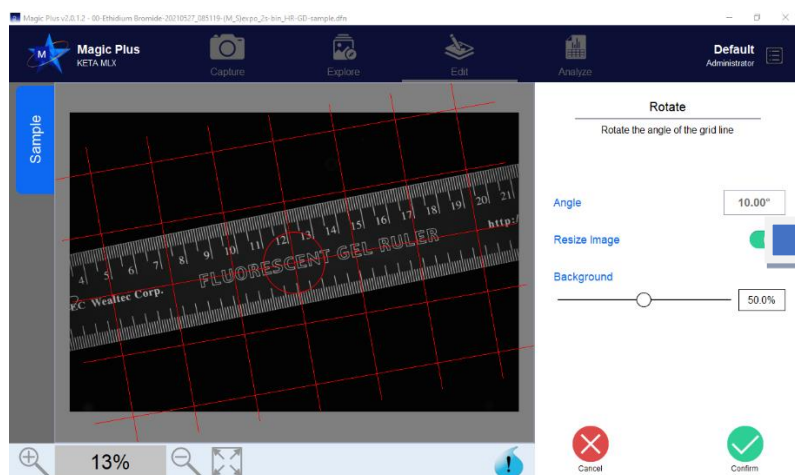 Magic Plus v2.0.1.2 - 00-Ethidium Bromide-20210527_085119-(M_S)expo_2s-bin_HR-GD-sample.dfn
M
Magic Plus
KETA MLX
Capture
Explore
Edit
Analyze
Default
Administrator
Sample
4 5 6 7 8 9 10 11 12 13 14 15 16 17 18 19 20 21
http:/
FLUORESCENT GEL RULER
EC Wealtec Corp.
Rotate
Rotate the angle of the grid line
Angle
10.00°
Resize Image
Background
50.0%
13%
!
Cancel
Confirm